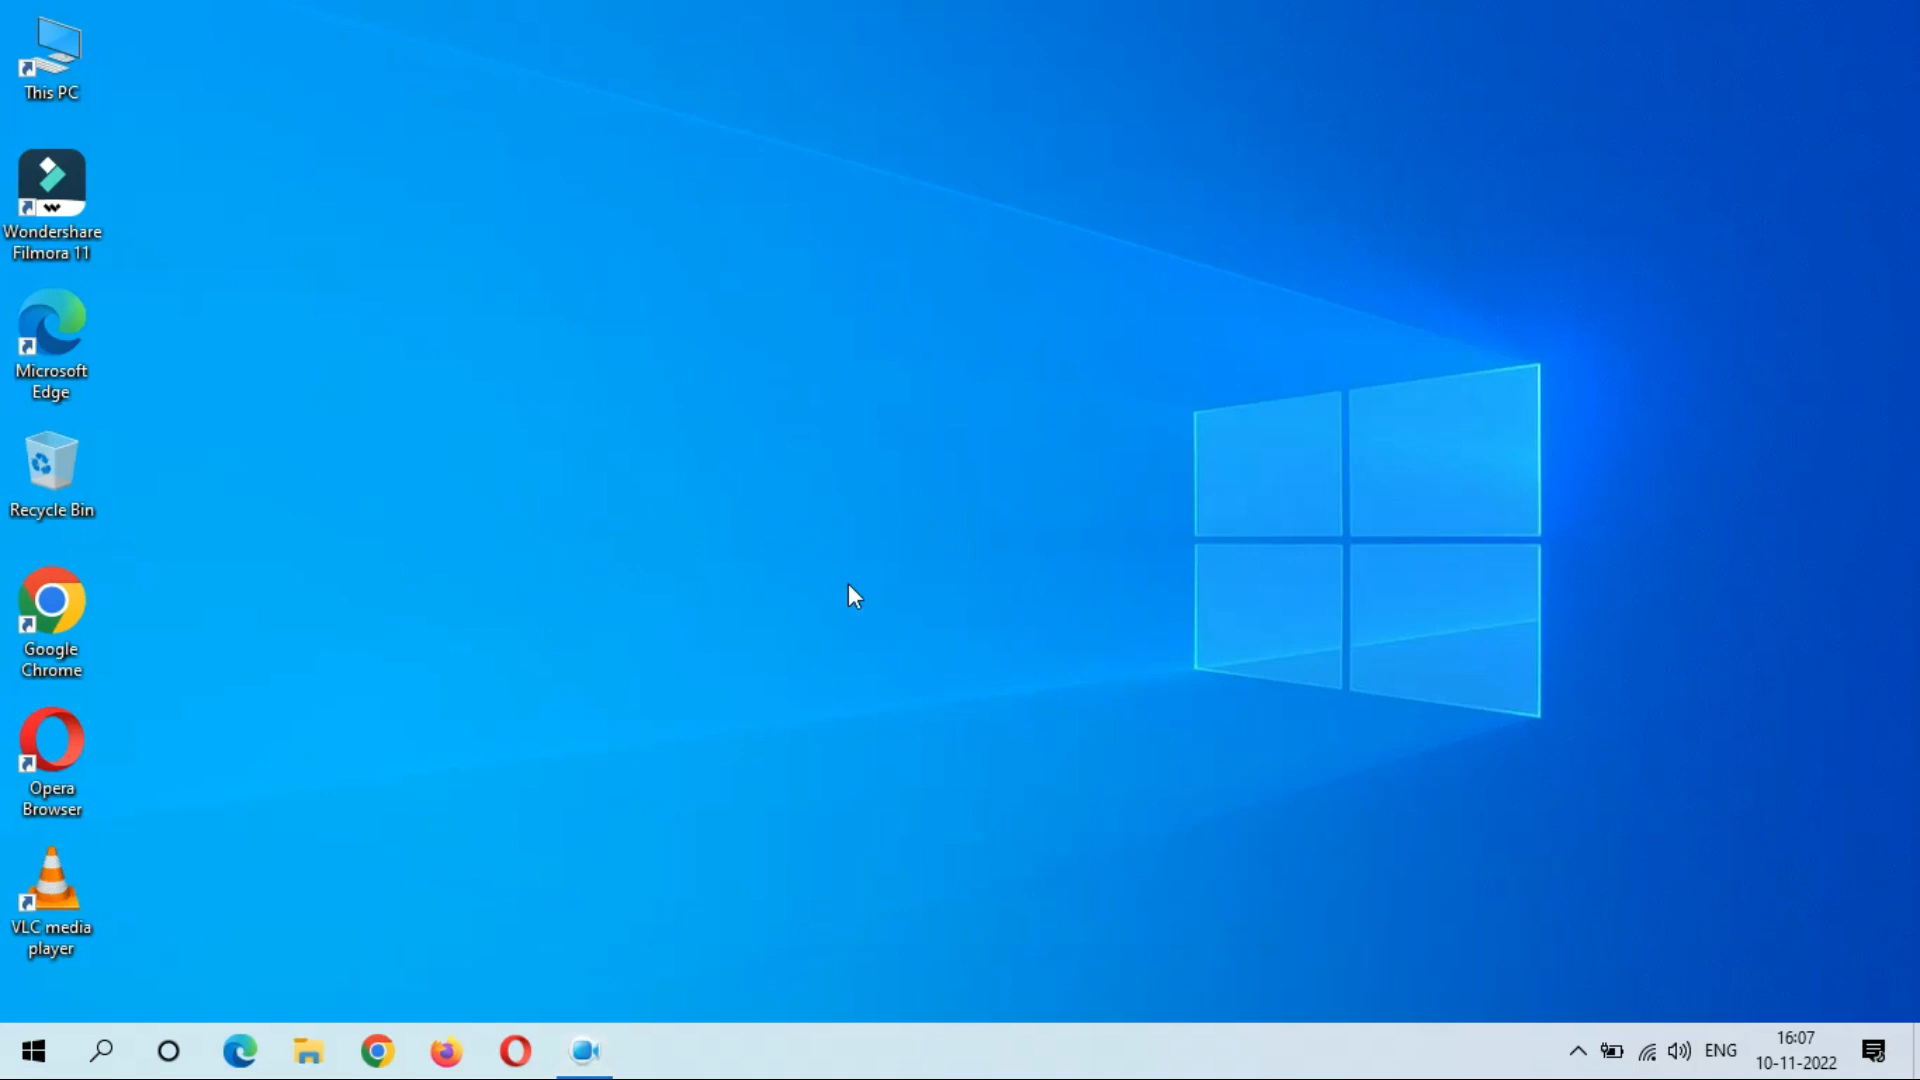 This PC
Wondershare
Filmora 11
Microsoft
Edge
Recycle Bin
Google
Chrome
Opera
Browser
VLC media
player
ENG
16:07
10-11-2022